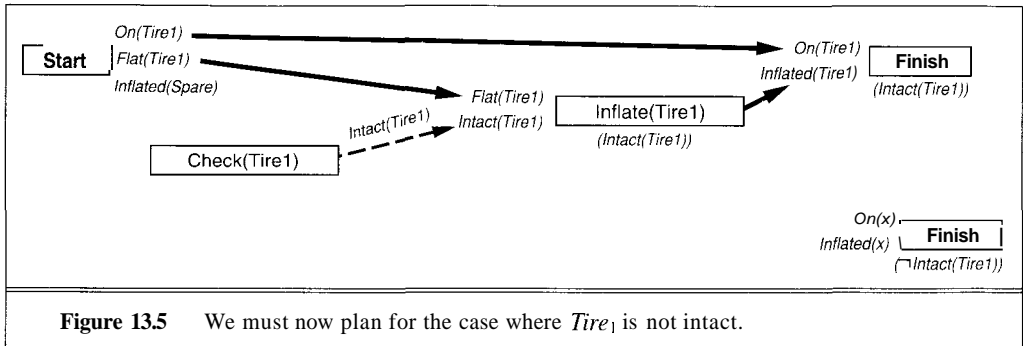 On(Tire1)
Start
Flat(Tire1)
Inflated(Spare)
On(Tire1)
Inflated(Tire1)
Finish
(Intact(Tire1))
Flat(Tire1)
Intact(Tire1)
Inflate(Tire1)
(Intact(Tire1))
Intact(Tire1)
Check(Tire1)
On(x)
Inflated(x)
Finish
(¬Intact(Tire1))
Figure 13.5 We must now plan for the case where Tire₁ is not intact.